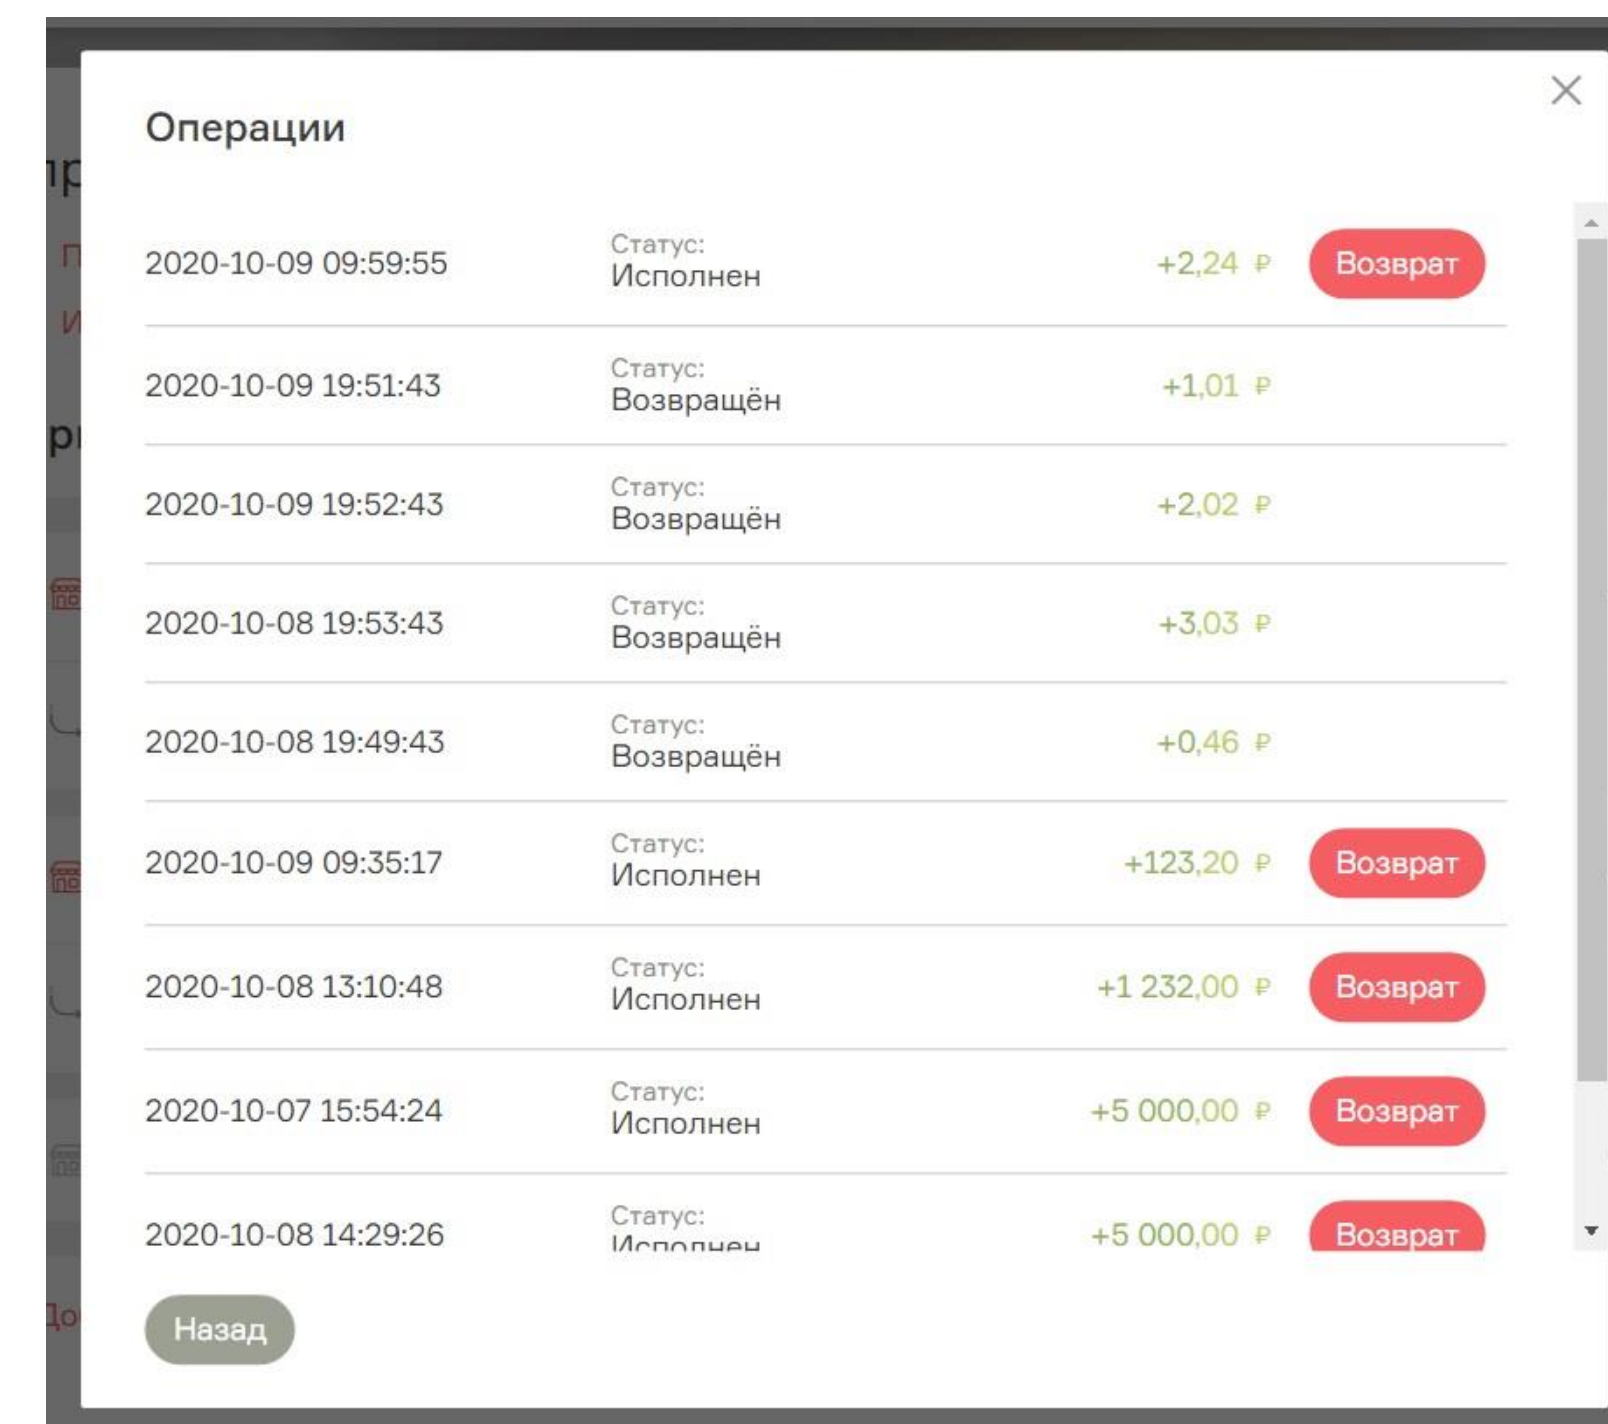 Операции
2020-10-09 09:59:55 Статус: +2,24 ₽ Возврат
Исполнен
2020-10-09 19:51:43 Статус: +1,01 ₽
Возвращён
2020-10-09 19:52:43 Статус: +2,02 ₽
Возвращён
2020-10-08 19:53:43 Статус: +3,03 ₽
Возвращён
2020-10-08 19:49:43 Статус: +0,46 ₽
Возвращён
2020-10-09 09:35:17 Статус: +123,20 ₽ Возврат
Исполнен
2020-10-08 13:10:48 Статус: +1 232,00 ₽ Возврат
Исполнен
2020-10-07 15:54:24 Статус: +5 000,00 ₽ Возврат
Исполнен
2020-10-08 14:29:26 Статус: +5 000,00 ₽ Возврат
Исполнен
Назад